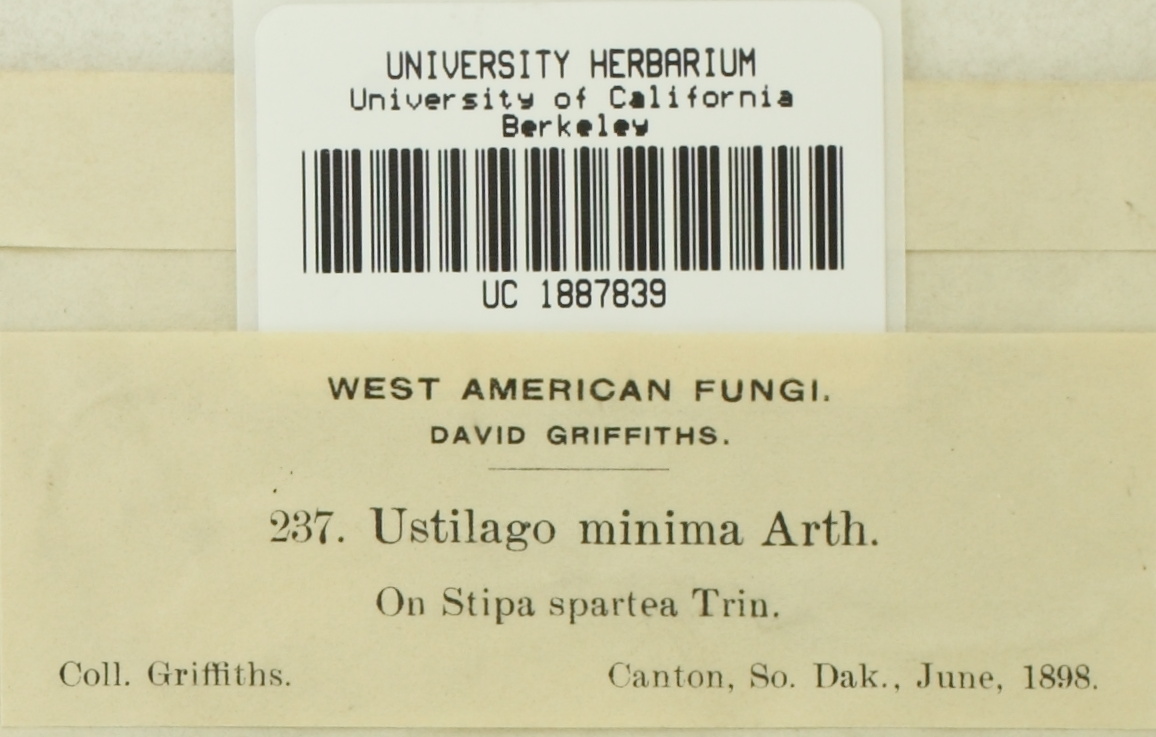 UNIVERSITY HERBARIUM
University of California
Berkeley
UC 1887839
WEST AMERICAN FUNGI.
DAVID GRIFFITHS.
237. Ustilago minima Arth.
On Stipa spartea Trin.
Coll. Griffiths. Canton, So. Dak., June, 1898.